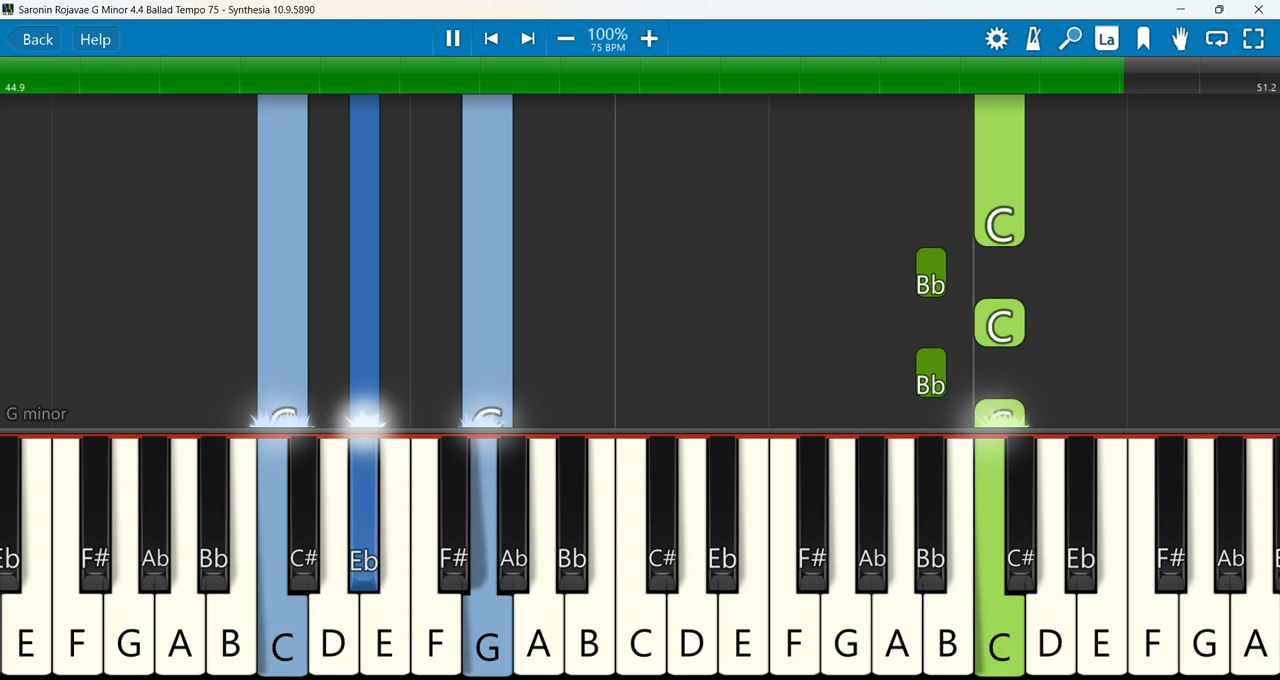 Saronin Rojavae G Minor 4.4 Ballad Tempo 75 - Synthesia 10.9.5890
Back Help 100% La
75 BPM
44.9 51.2
C
Bb
C
Bb
G minor C G C
Eb F# Ab Bb C# Eb F# Ab Bb C# Eb F# Ab Bb C# Eb F# Ab E
E F G A B C D E F G A B C D E F G A B C D E F G A